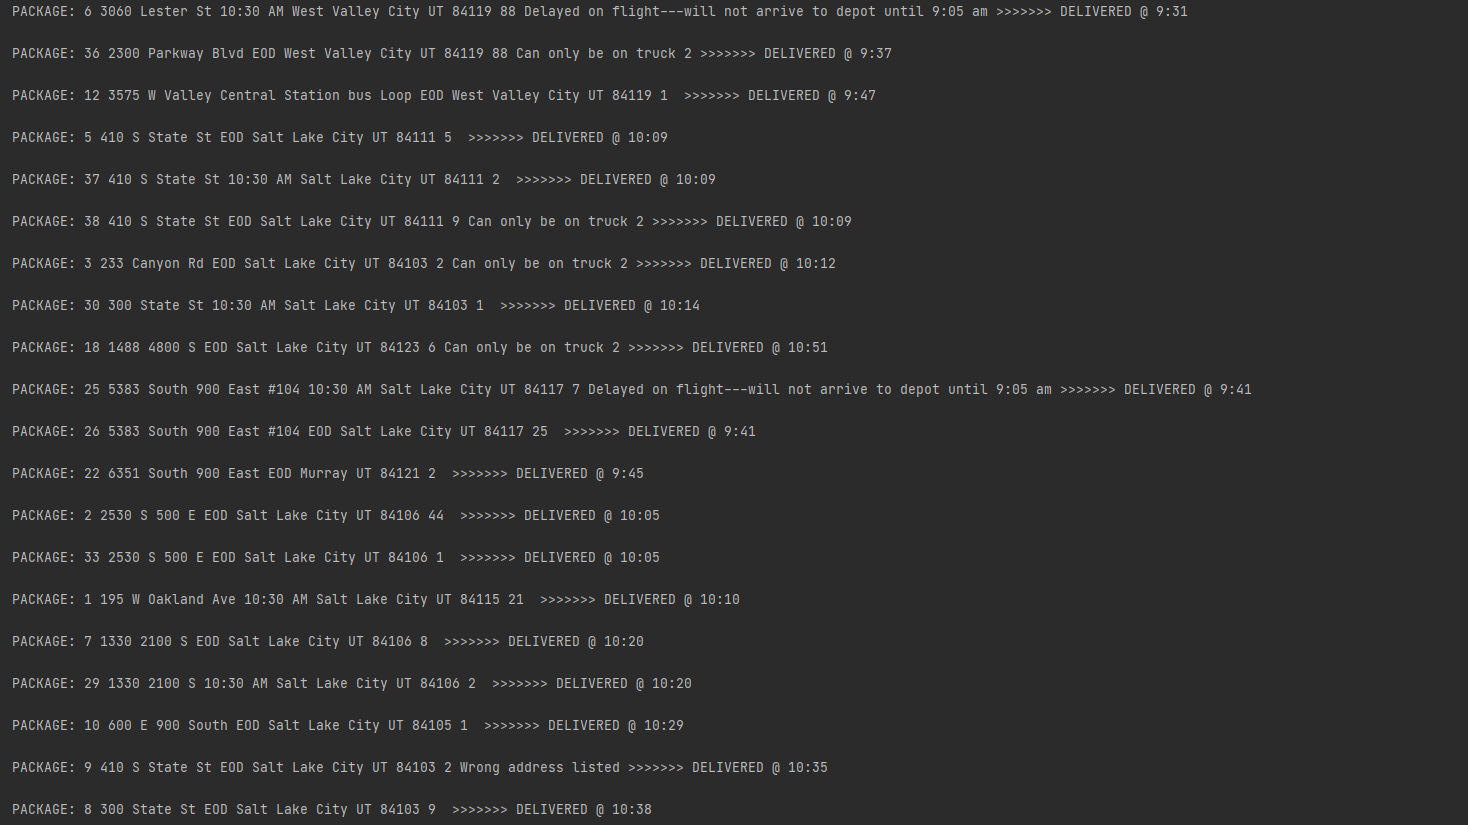 PACKAGE: 6 3060 Lester St 10:30 AM West Valley City UT 84119 88 Delayed on flight---will not arrive to depot until 9:05 am >>>>>>> DELIVERED @ 9:31
PACKAGE: 36 2300 Parkway Blvd EOD West Valley City UT 84119 88 Can only be on truck 2 >>>>>>> DELIVERED @ 9:37
PACKAGE: 12 3575 W Valley Central Station bus Loop EOD West Valley City UT 84119 1  >>>>>>> DELIVERED @ 9:47
PACKAGE: 5 410 S State St EOD Salt Lake City UT 84111 5  >>>>>>> DELIVERED @ 10:09
PACKAGE: 37 410 S State St 10:30 AM Salt Lake City UT 84111 2  >>>>>>> DELIVERED @ 10:09
PACKAGE: 38 410 S State St EOD Salt Lake City UT 84111 9 Can only be on truck 2 >>>>>>> DELIVERED @ 10:09
PACKAGE: 3 233 Canyon Rd EOD Salt Lake City UT 84103 2 Can only be on truck 2 >>>>>>> DELIVERED @ 10:12
PACKAGE: 30 300 State St 10:30 AM Salt Lake City UT 84103 1  >>>>>>> DELIVERED @ 10:14
PACKAGE: 18 1488 4800 S EOD Salt Lake City UT 84123 6 Can only be on truck 2 >>>>>>> DELIVERED @ 10:51
PACKAGE: 25 5383 South 900 East #104 10:30 AM Salt Lake City UT 84117 7 Delayed on flight---will not arrive to depot until 9:05 am >>>>>>> DELIVERED @ 9:41
PACKAGE: 26 5383 South 900 East #104 EOD Salt Lake City UT 84117 25  >>>>>>> DELIVERED @ 9:41
PACKAGE: 22 6351 South 900 East EOD Murray UT 84121 2  >>>>>>> DELIVERED @ 9:45
PACKAGE: 2 2530 S 500 E EOD Salt Lake City UT 84106 44  >>>>>>> DELIVERED @ 10:05
PACKAGE: 33 2530 S 500 E EOD Salt Lake City UT 84106 1  >>>>>>> DELIVERED @ 10:05
PACKAGE: 1 195 W Oakland Ave 10:30 AM Salt Lake City UT 84115 21  >>>>>>> DELIVERED @ 10:10
PACKAGE: 7 1330 2100 S EOD Salt Lake City UT 84106 8  >>>>>>> DELIVERED @ 10:20
PACKAGE: 29 1330 2100 S 10:30 AM Salt Lake City UT 84106 2  >>>>>>> DELIVERED @ 10:20
PACKAGE: 10 600 E 900 South EOD Salt Lake City UT 84105 1  >>>>>>> DELIVERED @ 10:29
PACKAGE: 9 410 S State St EOD Salt Lake City UT 84103 2 Wrong address listed >>>>>>> DELIVERED @ 10:35
PACKAGE: 8 300 State St EOD Salt Lake City UT 84103 9  >>>>>>> DELIVERED @ 10:38